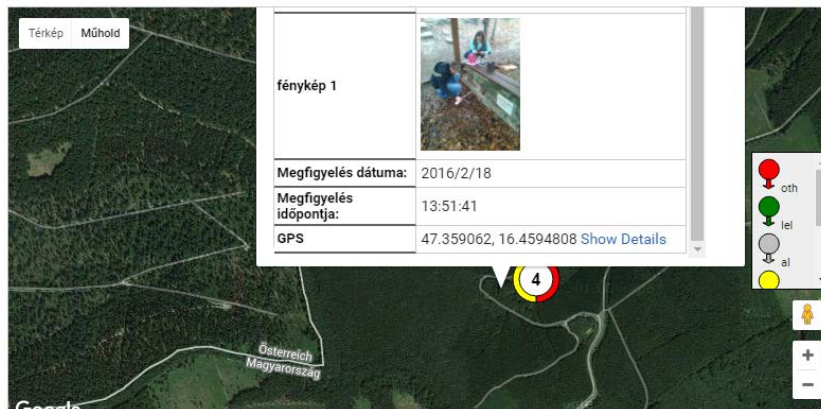 Térkép Műhold
fénykép 1
Megfigyelés dátuma: 2016/2/18
Megfigyelés
időpontja: 13:51:41
GPS 47.359062, 16.4594808 Show Details
oth
lel
al
4
Österreich
Magyarország
Google